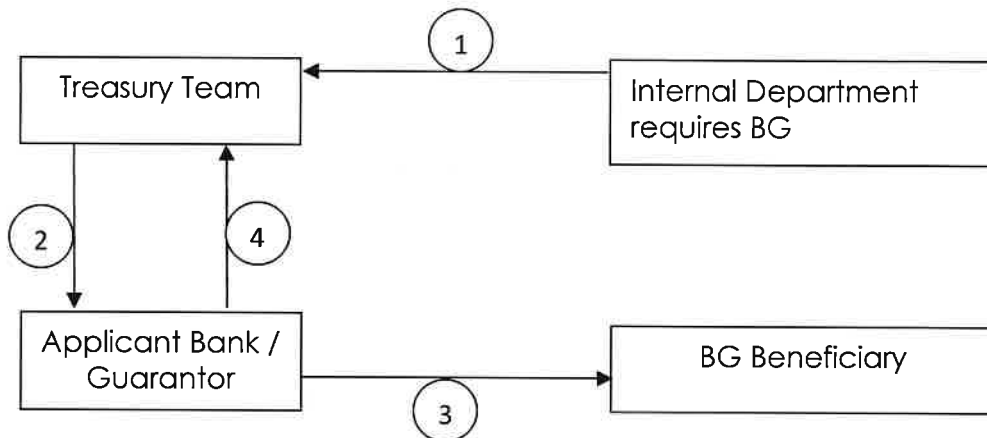 1
Treasury Team
Internal Department
requires BG
2
4
Applicant Bank /
Guarantor
BG Beneficiary
3